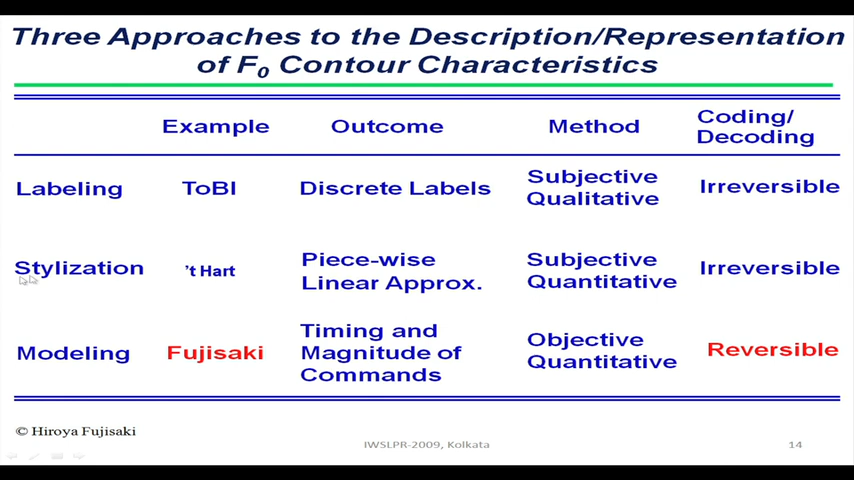 Three Approaches to the Description/Representation
of F0 Contour Characteristics
Example Outcome Method Coding/
Decoding
Labeling ToBI Discrete Labels Subjective
Qualitative Irreversible
Stylization 't Hart Piece-wise
Linear Approx. Subjective
Quantitative Irreversible
Modeling Fujisaki Timing and
Magnitude of
Commands Objective
Quantitative Reversible
© Hiroya Fujisaki
IWSLPR-2009, Kolkata 14